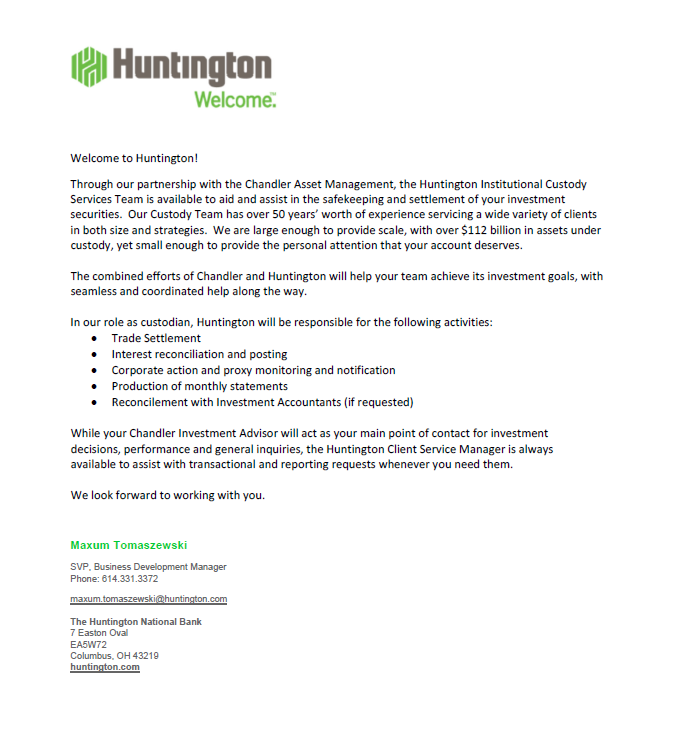 Huntington
Welcome.™
Welcome to Huntington!
Through our partnership with the Chandler Asset Management, the Huntington Institutional Custody
Services Team is available to aid and assist in the safekeeping and settlement of your investment
securities.  Our Custody Team has over 50 years’ worth of experience servicing a wide variety of clients
in both size and strategies.  We are large enough to provide scale, with over $112 billion in assets under
custody, yet small enough to provide the personal attention that your account deserves.
The combined efforts of Chandler and Huntington will help your team achieve its investment goals, with
seamless and coordinated help along the way.
In our role as custodian, Huntington will be responsible for the following activities:
• Trade Settlement
• Interest reconciliation and posting
• Corporate action and proxy monitoring and notification
• Production of monthly statements
• Reconcilement with Investment Accountants (if requested)
While your Chandler Investment Advisor will act as your main point of contact for investment
decisions, performance and general inquiries, the Huntington Client Service Manager is always
available to assist with transactional and reporting requests whenever you need them.
We look forward to working with you.
Maxum Tomaszewski
SVP, Business Development Manager
Phone: 614.331.3372
maxum.tomaszewski@huntington.com
The Huntington National Bank
7 Easton Oval
EA5W72
Columbus, OH 43219
huntington.com